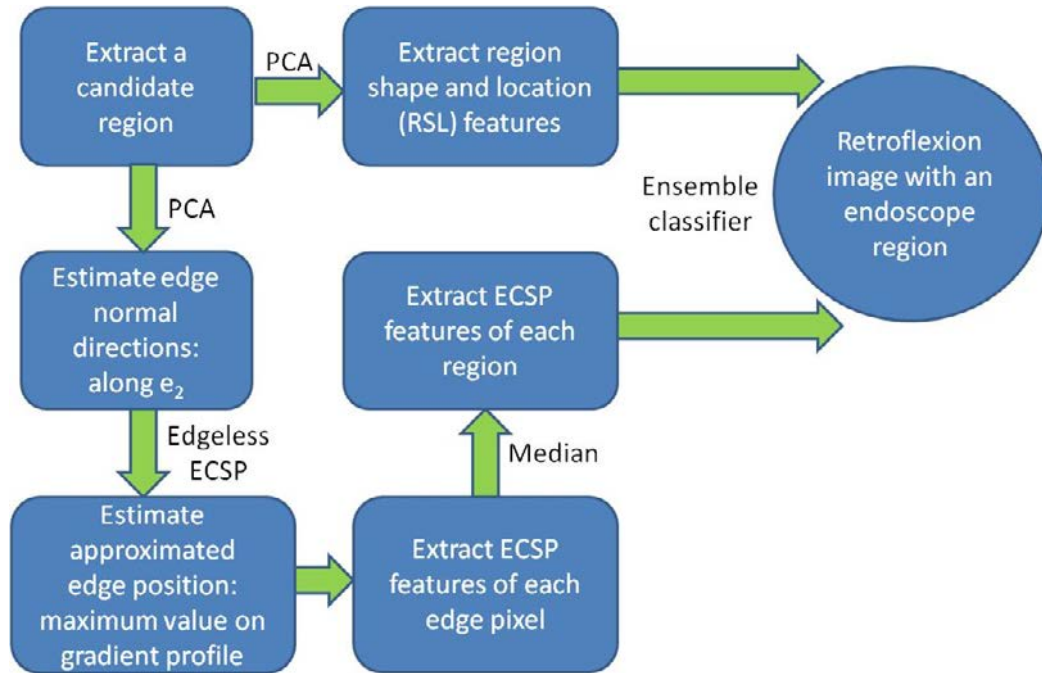 Extract a
candidate
region
PCA
Extract region
shape and location
(RSL) features
Retroflexion
image with an
endoscope
region
Ensemble
classifier
PCA
Estimate edge
normal
directions:
along e₂
Extract ECSP
features of each
region
Edgeless
ECSP
Median
Estimate
approximated
edge position:
maximum value on
gradient profile
Extract ECSP
features of each
edge pixel